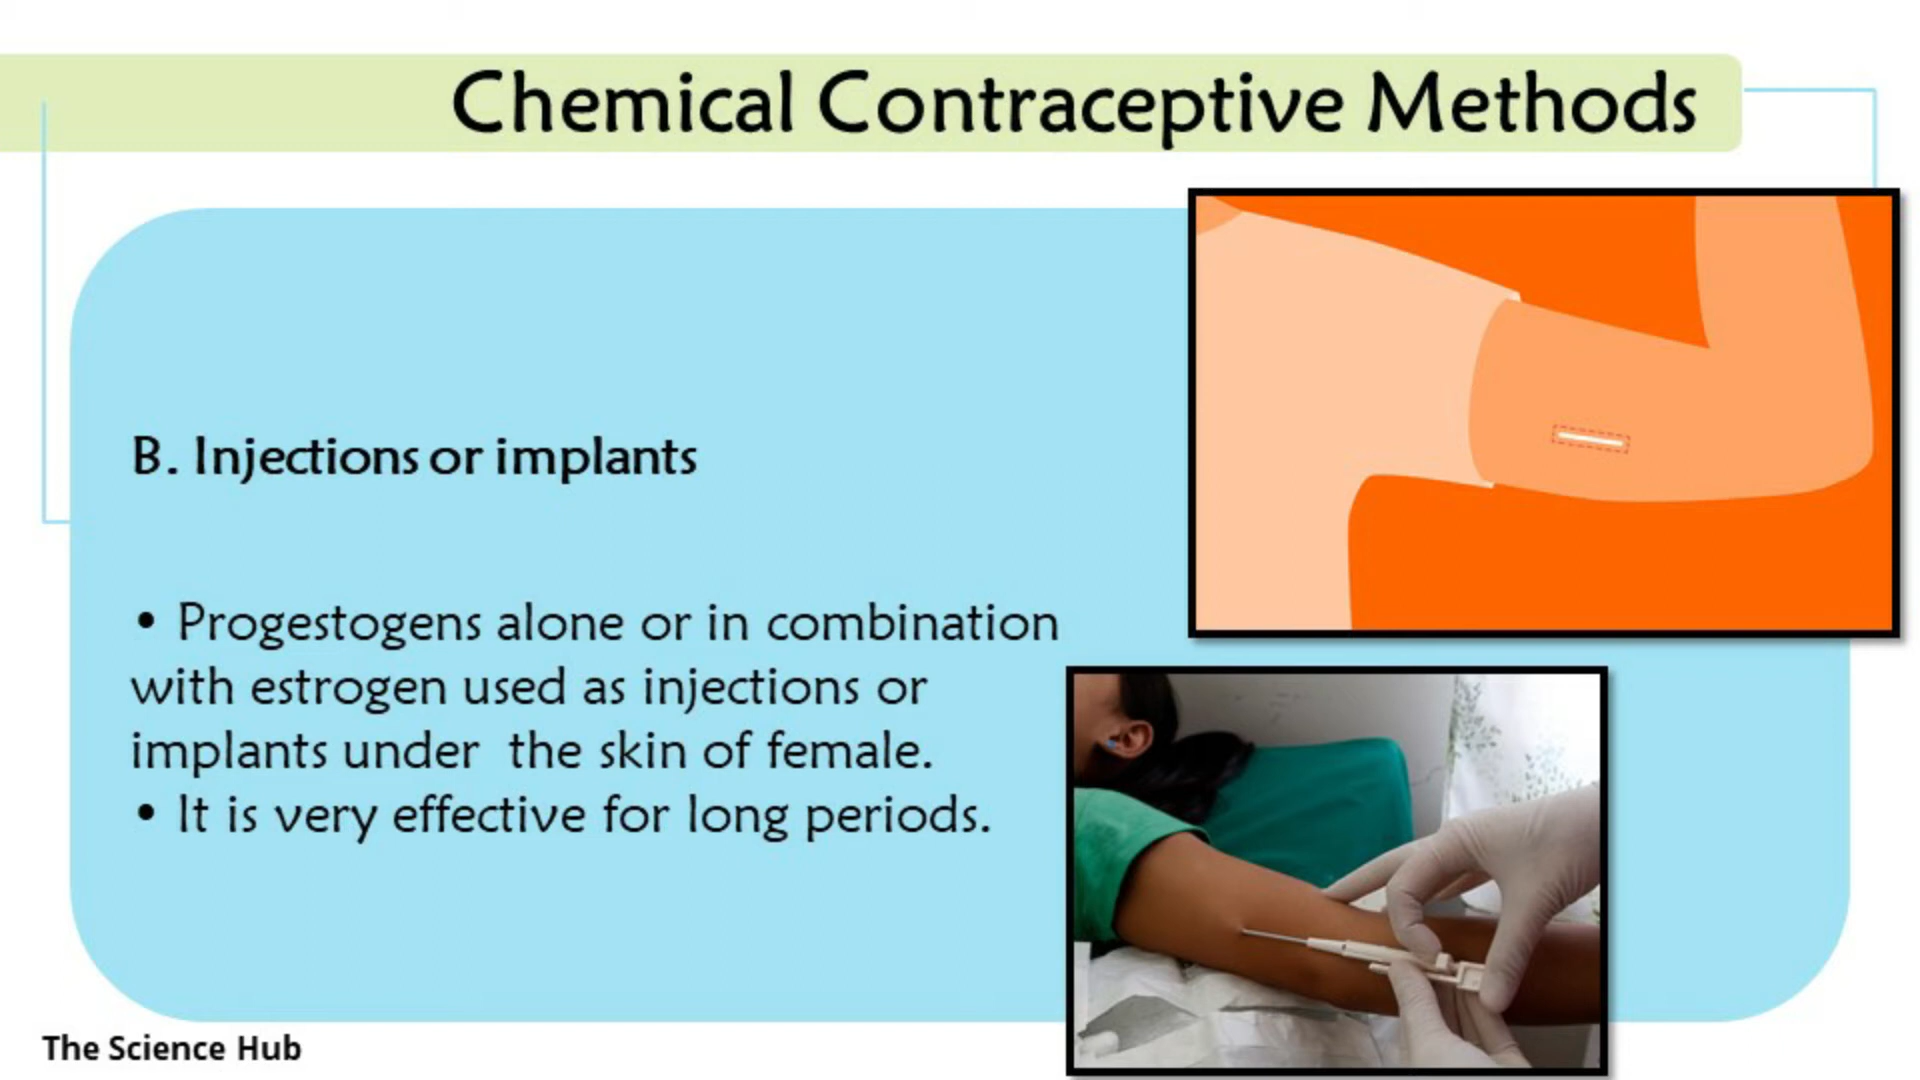 Chemical Contraceptive Methods
B. Injections or implants
• Progestogens alone or in combination
with estrogen used as injections or
implants under  the skin of female.
• It is very effective for long periods.
The Science Hub